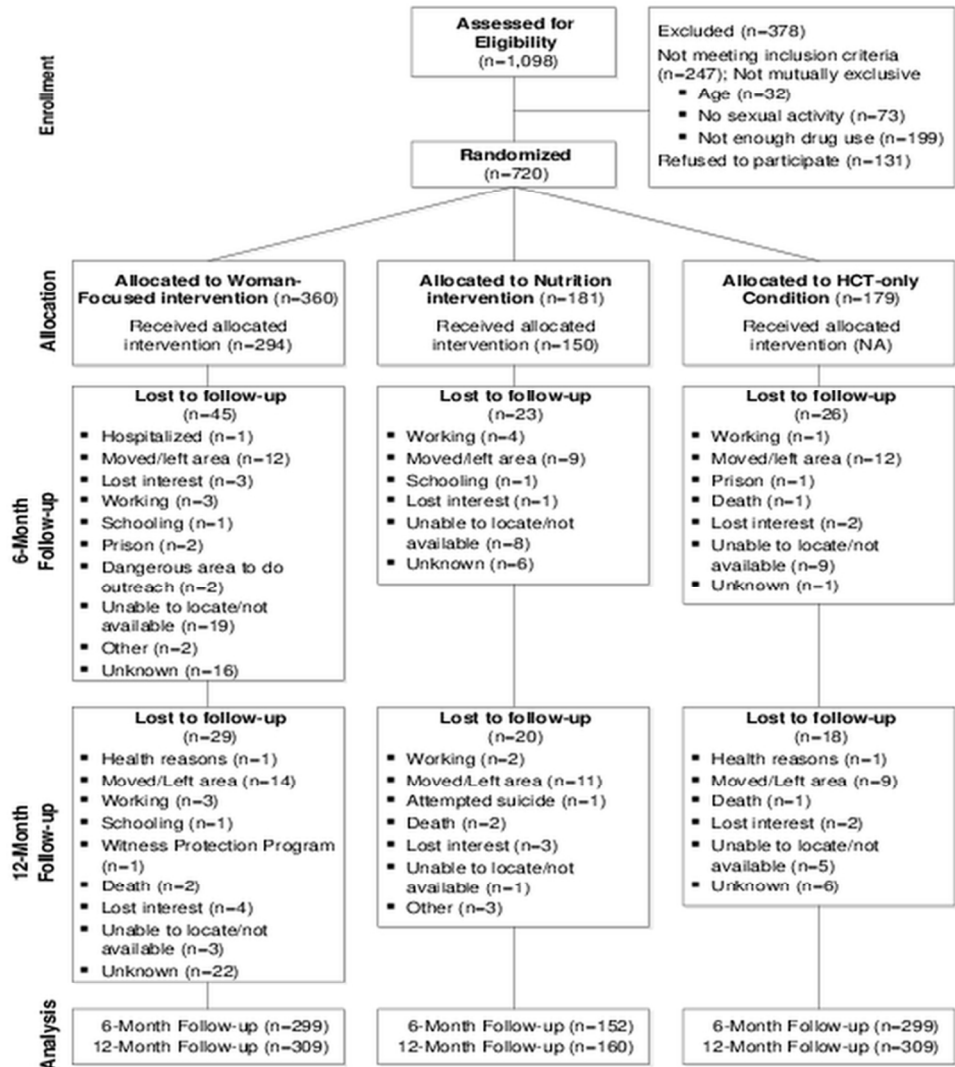 Enrollment
Assessed for
Eligibility
(n−1,098)
Excluded (n−378)
Not meeting inclusion criteria
(n−247); Not mutually exclusive
▪ Age (n−32)
▪ No sexual activity (n−73)
▪ Not enough drug use (n−199)
Refused to participate (n−131)
Randomized
(n−720)
Allocation
Allocated to Woman-
Focused intervention (n−360)
Received allocated
intervention (n−294)
Allocated to Nutrition
intervention (n−181)
Received allocated
intervention (n−150)
Allocated to HCT-only
Condition (n−179)
Received allocated
intervention (NA)
6-Month
Follow-up
Lost to follow-up
(n−45)
▪ Hospitalized (n−1)
▪ Moved/left area (n−12)
▪ Lost interest (n−3)
▪ Working (n−3)
▪ Schooling (n−1)
▪ Prison (n−2)
▪ Dangerous area to do
outreach (n−2)
▪ Unable to locate/not
available (n−19)
▪ Other (n−2)
▪ Unknown (n−16)
Lost to follow-up
(n−23)
▪ Working (n−4)
▪ Moved/left area (n−9)
▪ Schooling (n−1)
▪ Lost interest (n−1)
▪ Unable to locate/not
available (n−8)
▪ Unknown (n−6)
Lost to follow-up
(n−26)
▪ Working (n−1)
▪ Moved/left area (n−12)
▪ Prison (n−1)
▪ Death (n−1)
▪ Lost interest (n−2)
▪ Unable to locate/not
available (n−9)
▪ Unknown (n−1)
12-Month
Follow-up
Lost to follow-up
(n−29)
▪ Health reasons (n−1)
▪ Moved/Left area (n−14)
▪ Working (n−3)
▪ Schooling (n−1)
▪ Witness Protection Program
(n−1)
▪ Death (n−2)
▪ Lost interest (n−4)
▪ Unable to locate/not
available (n−3)
▪ Unknown (n−22)
Lost to follow-up
(n−20)
▪ Working (n−2)
▪ Moved/Left area (n−11)
▪ Attempted suicide (n−1)
▪ Death (n−2)
▪ Lost interest (n−3)
▪ Unable to locate/not
available (n−1)
▪ Other (n−3)
Lost to follow-up
(n−18)
▪ Health reasons (n−1)
▪ Moved/Left area (n−9)
▪ Death (n−1)
▪ Lost interest (n−2)
▪ Unable to locate/not
available (n−5)
▪ Unknown (n−6)
Analysis
6-Month Follow-up (n−299)
12-Month Follow-up (n−309)
6-Month Follow-up (n−152)
12-Month Follow-up (n−160)
6-Month Follow-up (n−299)
12-Month Follow-up (n−309)